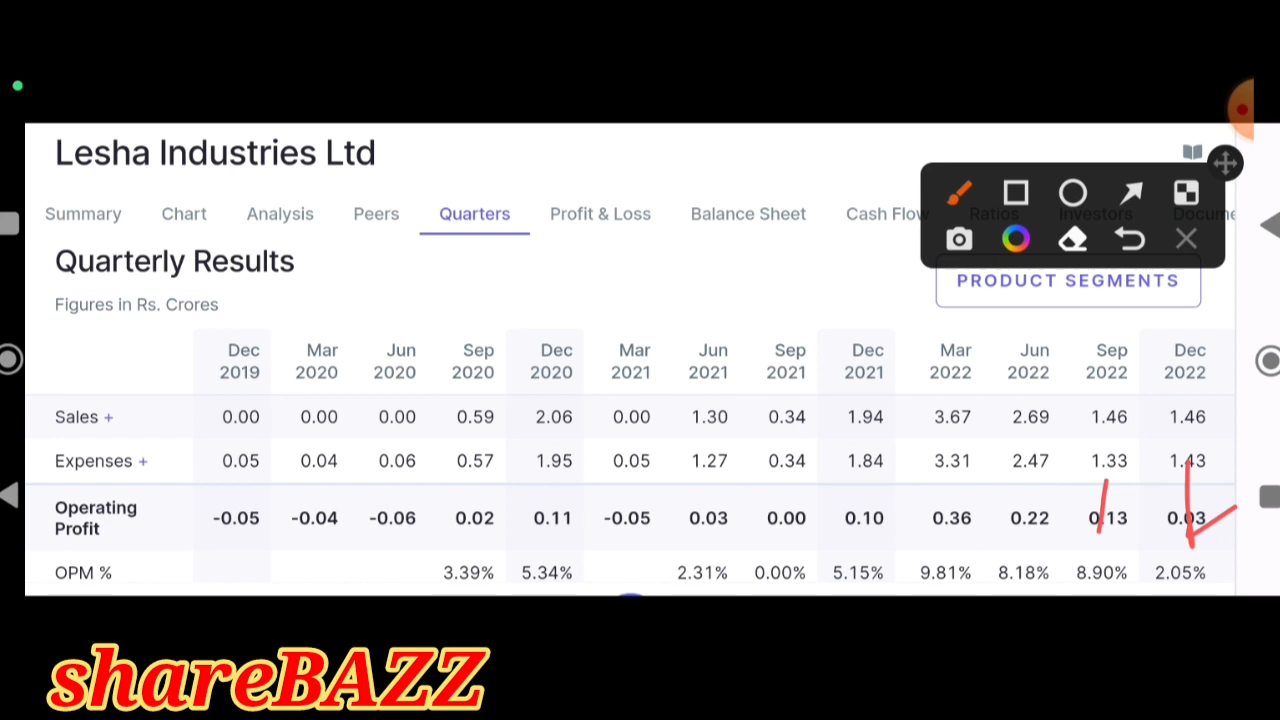 Lesha Industries Ltd
Summary Chart Analysis Peers Quarters Profit & Loss Balance Sheet Cash Flow Ratios Investors Docume
Quarterly Results
PRODUCT SEGMENTS
Figures in Rs. Crores
Dec 2019 Mar 2020 Jun 2020 Sep 2020 Dec 2020 Mar 2021 Jun 2021 Sep 2021 Dec 2021 Mar 2022 Jun 2022 Sep 2022 Dec 2022
Sales + 0.00 0.00 0.00 0.59 2.06 0.00 1.30 0.34 1.94 3.67 2.69 1.46 1.46
Expenses + 0.05 0.04 0.06 0.57 1.95 0.05 1.27 0.34 1.84 3.31 2.47 1.33 1.43
Operating Profit -0.05 -0.04 -0.06 0.02 0.11 -0.05 0.03 0.00 0.10 0.36 0.22 0.13 0.03
OPM % 3.39% 5.34% 2.31% 0.00% 5.15% 9.81% 8.18% 8.90% 2.05%
shareBAZZ